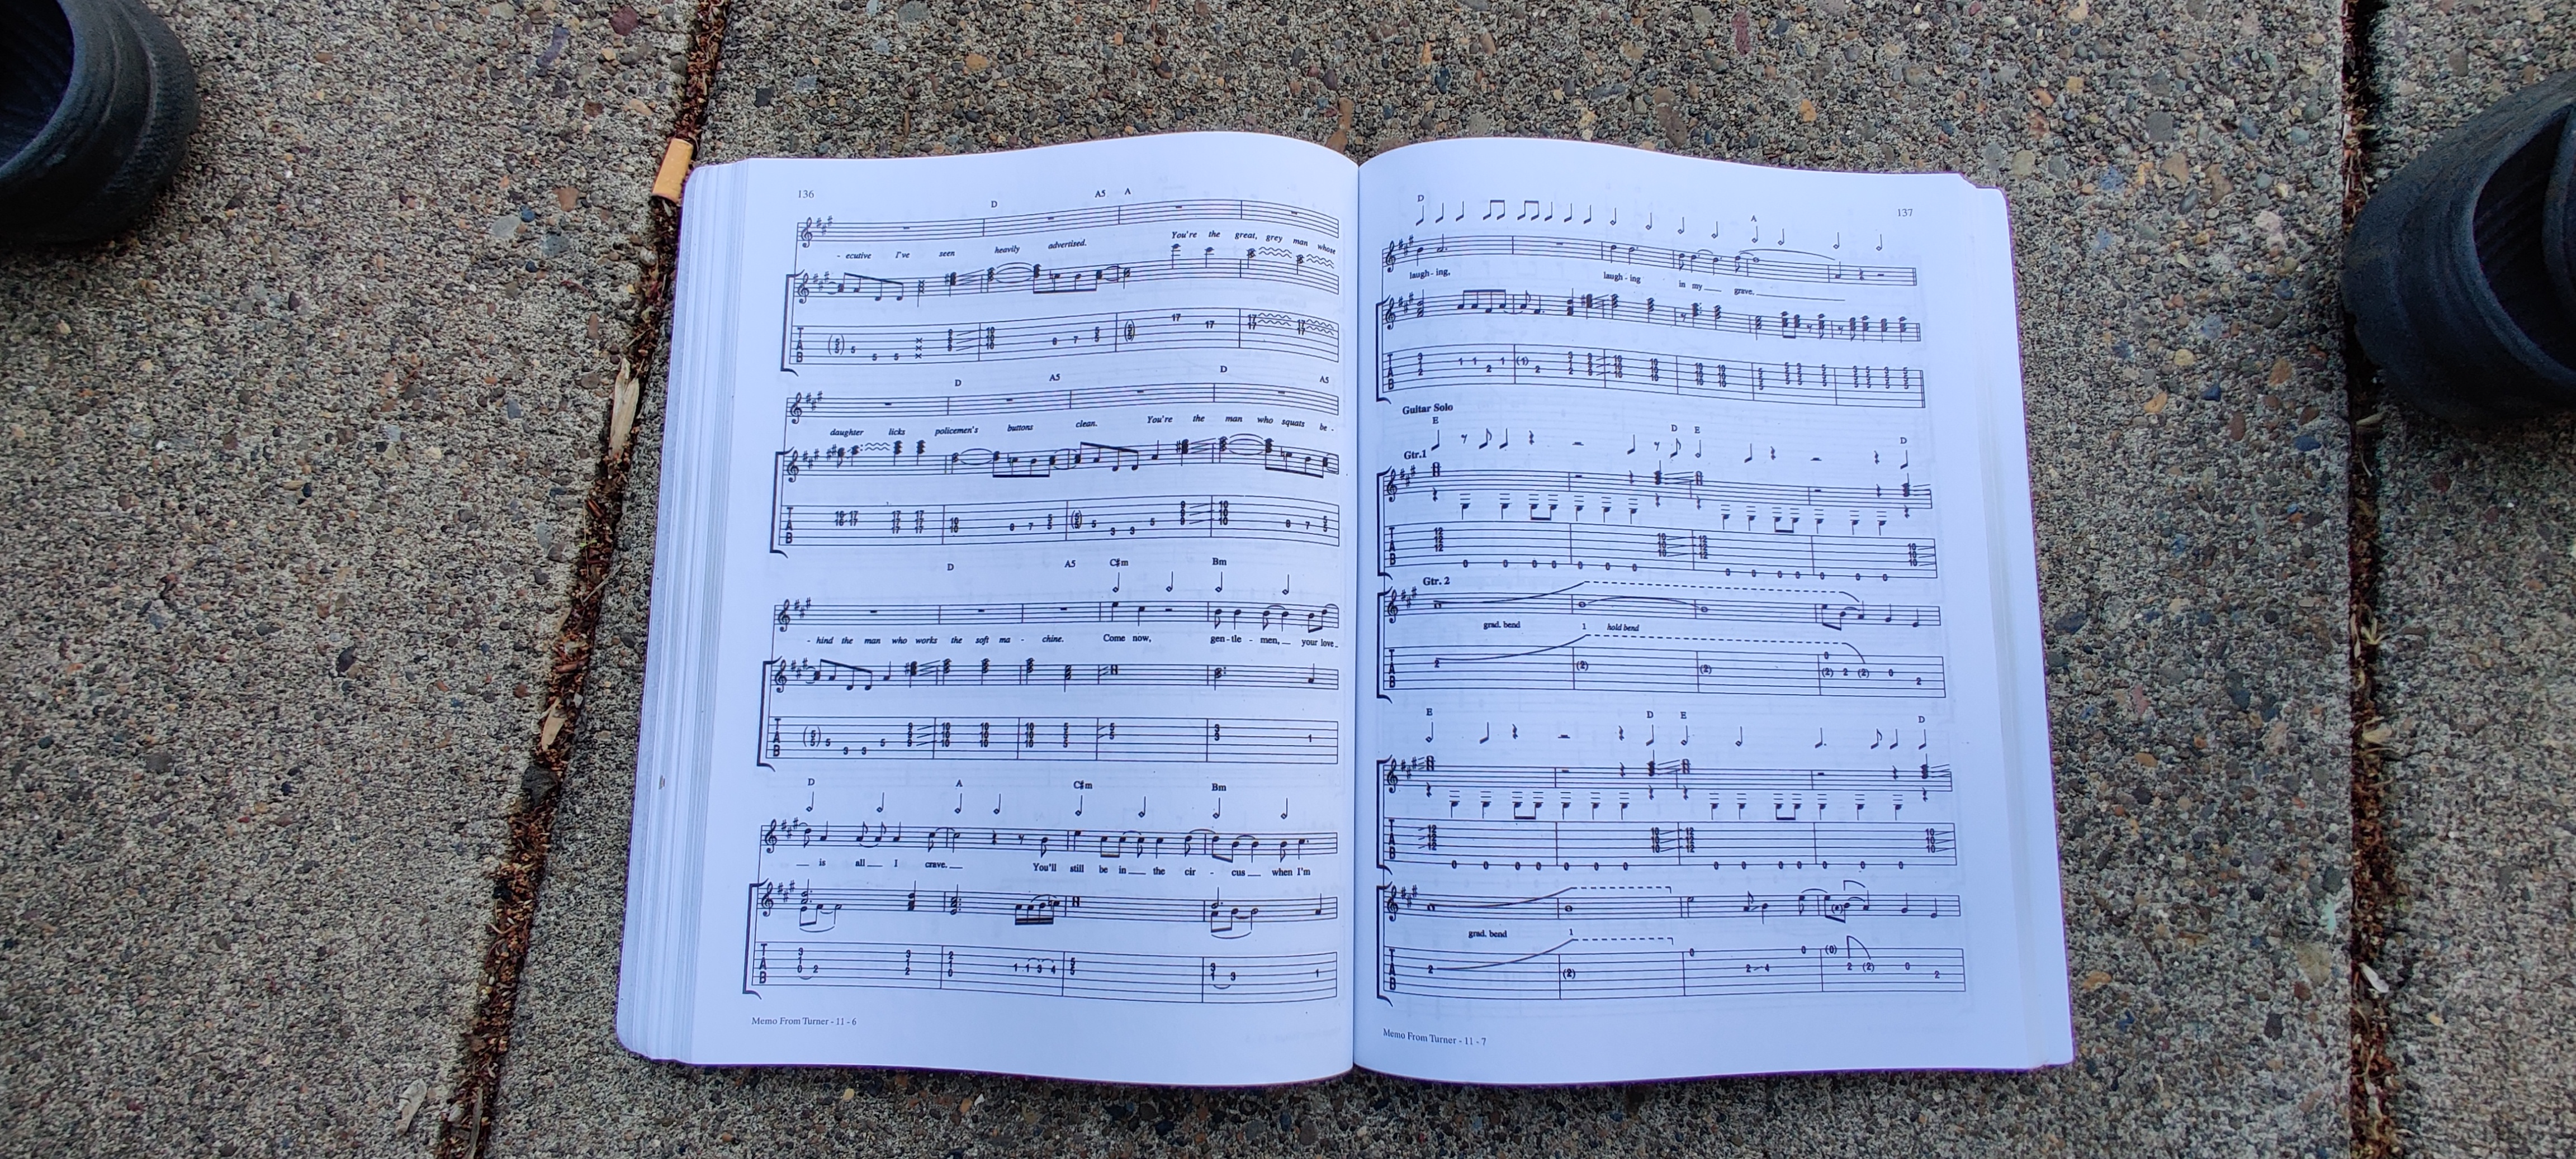 136
D A5 A
- ecutive I've seen heavily advertised. You're the great, grey man whose
D A5 D A5
daughter licks policemen's buttons clean. You're the man who squats be -
D A5 C#m Bm
- hind the man who works the soft ma - chine. Come now, gen - tle - men, your love
D A C#m Bm
is all I crave. You'll still be in the cir - cus when I'm
Memo From Turner - 11 - 6
137
D A
laugh - ing, laugh - ing in my grave.
Guitar Solo
E D E D
Gtr.1
Gtr. 2
grad. bend 1 hold bend
E D E D
grad. bend 1
Memo From Turner - 11 - 7